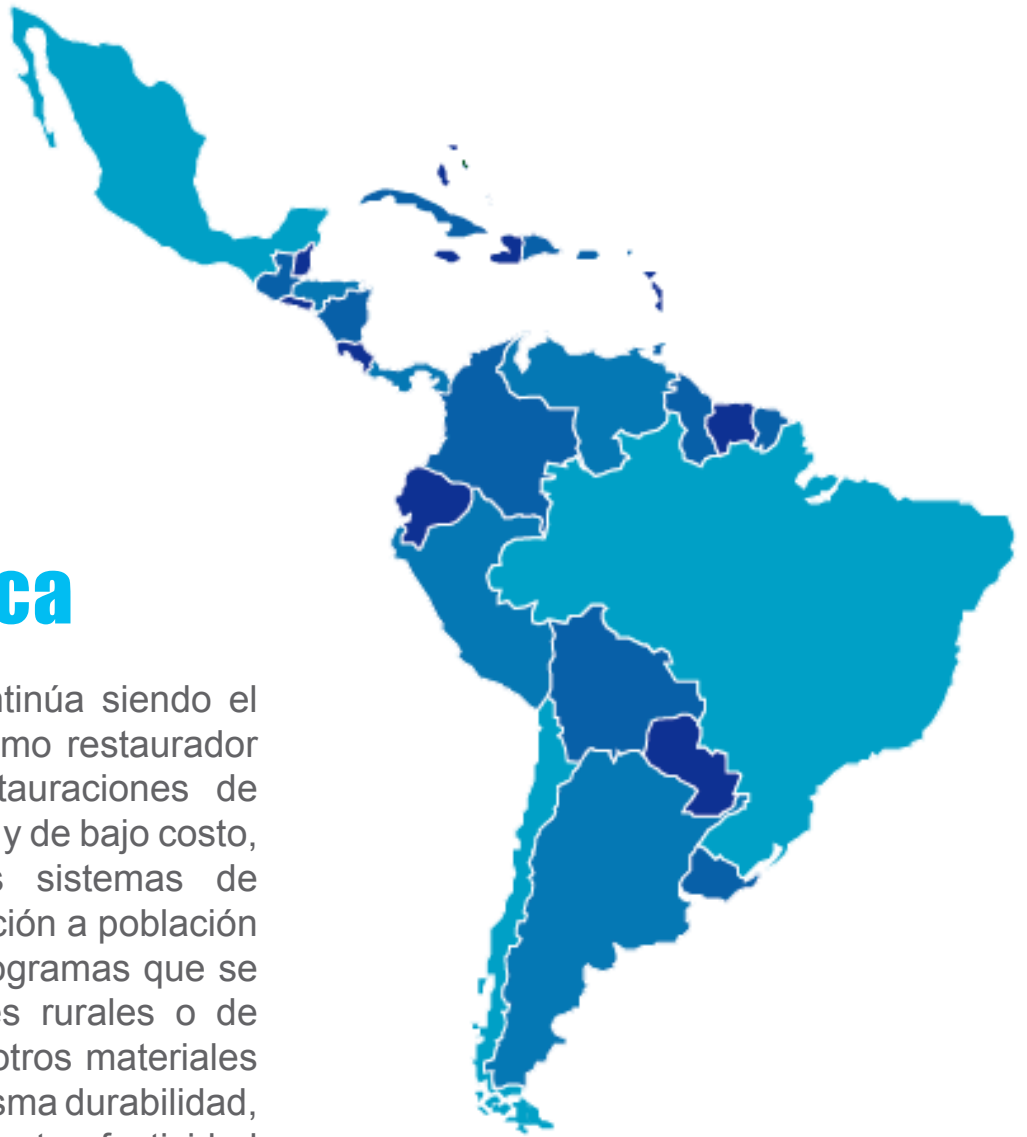 ca
tinúa siendo el
mo restaurador
tauraciones de
y de bajo costo,
s sistemas de
ción a población
ogramas que se
es rurales o de
otros materiales
sma durabilidad,